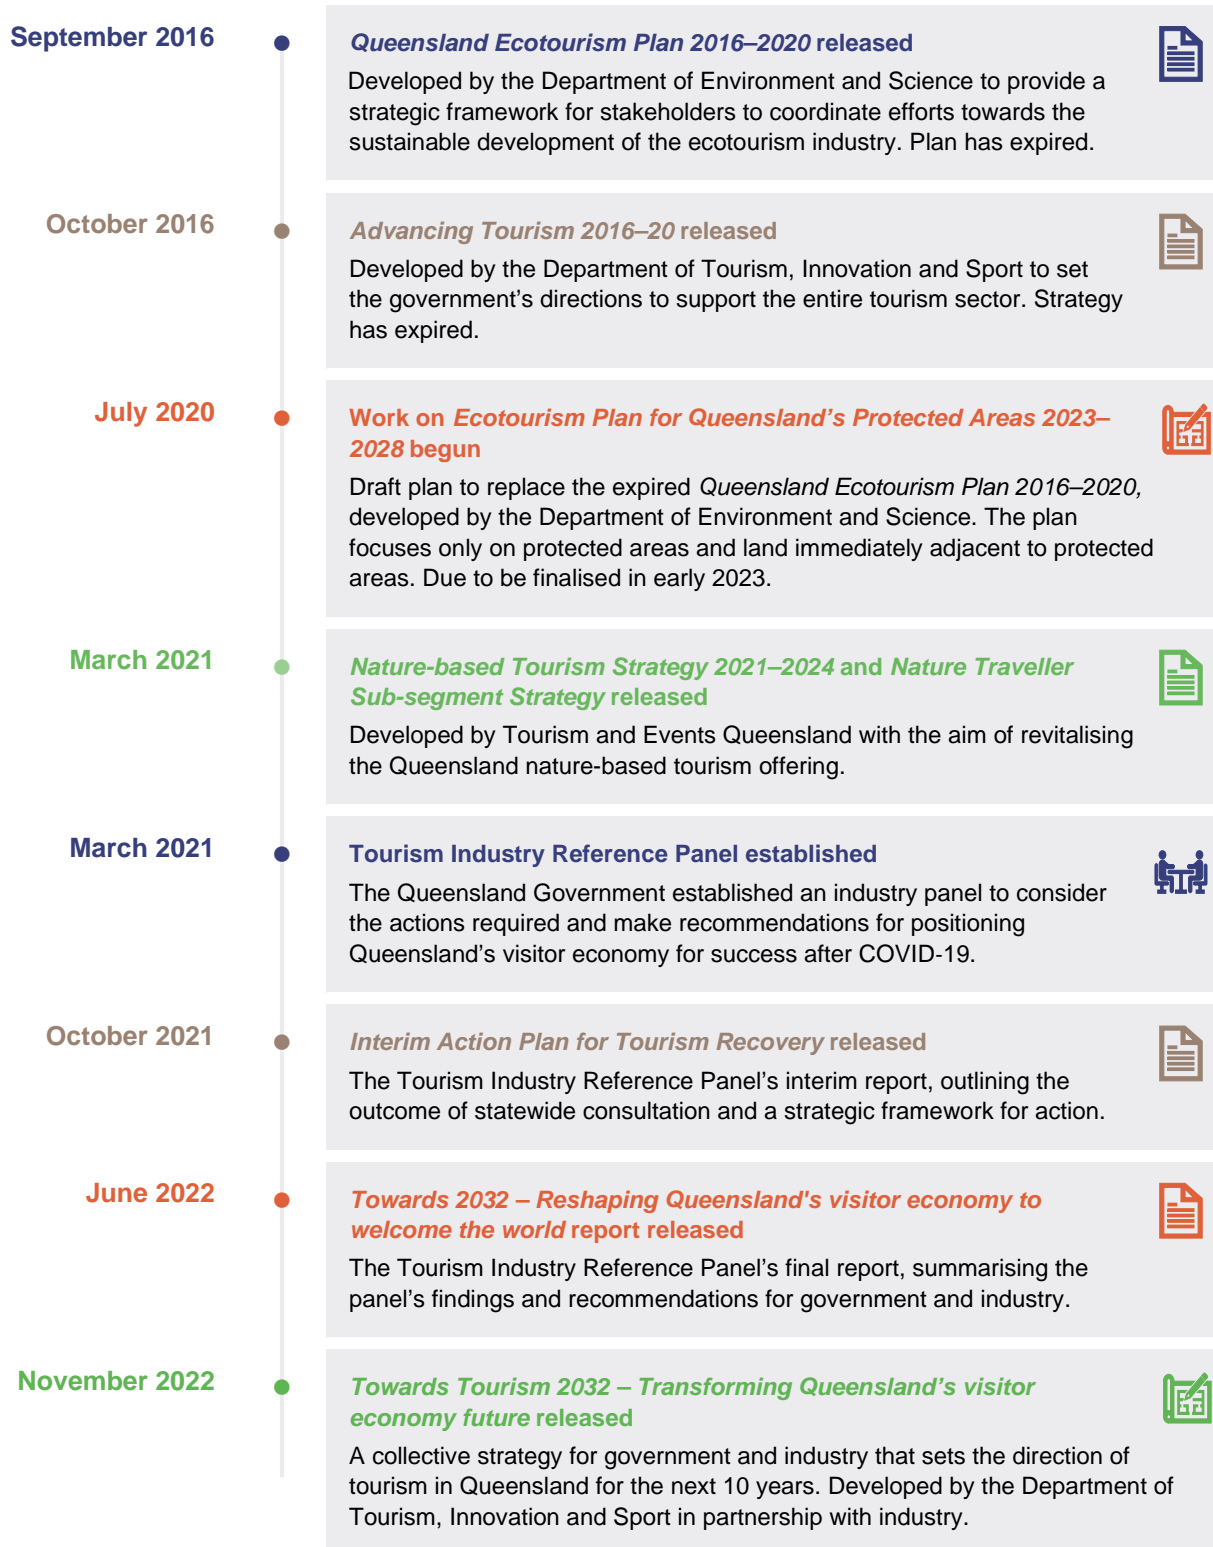 September 2016
Queensland Ecotourism Plan 2016–2020 released
Developed by the Department of Environment and Science to provide a
strategic framework for stakeholders to coordinate efforts towards the
sustainable development of the ecotourism industry. Plan has expired.
October 2016
Advancing Tourism 2016–20 released
Developed by the Department of Tourism, Innovation and Sport to set
the government’s directions to support the entire tourism sector. Strategy
has expired.
July 2020
Work on Ecotourism Plan for Queensland’s Protected Areas 2023–
2028 begun
Draft plan to replace the expired Queensland Ecotourism Plan 2016–2020,
developed by the Department of Environment and Science. The plan
focuses only on protected areas and land immediately adjacent to protected
areas. Due to be finalised in early 2023.
March 2021
Nature-based Tourism Strategy 2021–2024 and Nature Traveller
Sub-segment Strategy released
Developed by Tourism and Events Queensland with the aim of revitalising
the Queensland nature-based tourism offering.
March 2021
Tourism Industry Reference Panel established
The Queensland Government established an industry panel to consider
the actions required and make recommendations for positioning
Queensland’s visitor economy for success after COVID-19.
October 2021
Interim Action Plan for Tourism Recovery released
The Tourism Industry Reference Panel’s interim report, outlining the
outcome of statewide consultation and a strategic framework for action.
June 2022
Towards 2032 – Reshaping Queensland's visitor economy to
welcome the world report released
The Tourism Industry Reference Panel’s final report, summarising the
panel’s findings and recommendations for government and industry.
November 2022
Towards Tourism 2032 – Transforming Queensland’s visitor
economy future released
A collective strategy for government and industry that sets the direction of
tourism in Queensland for the next 10 years. Developed by the Department of
Tourism, Innovation and Sport in partnership with industry.